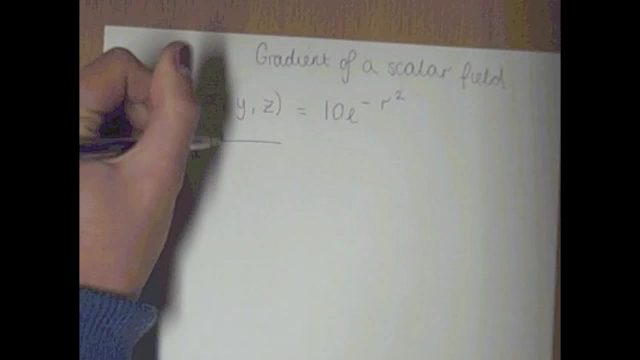 Gradient of a scalar field
y, z) = 10e^{-r^2}